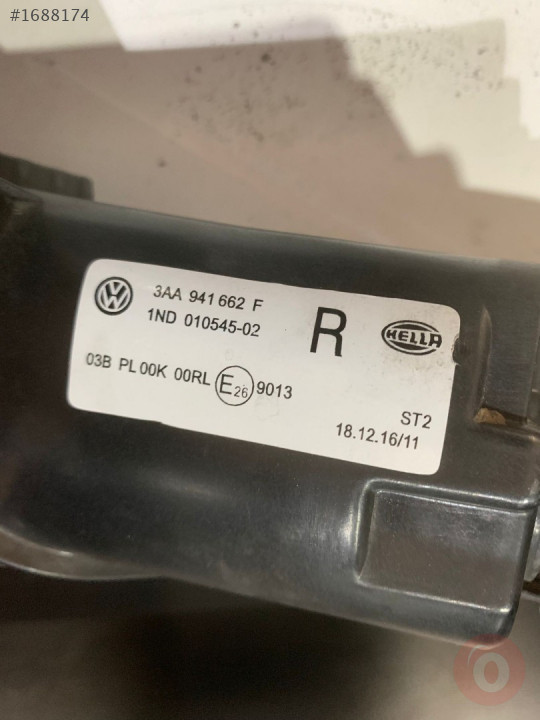 #1688174
3AA 941 662 F
1ND 010545-02
R
HELLA
03B PL 00K 00RL E26 9013
ST2
18.12.16/11